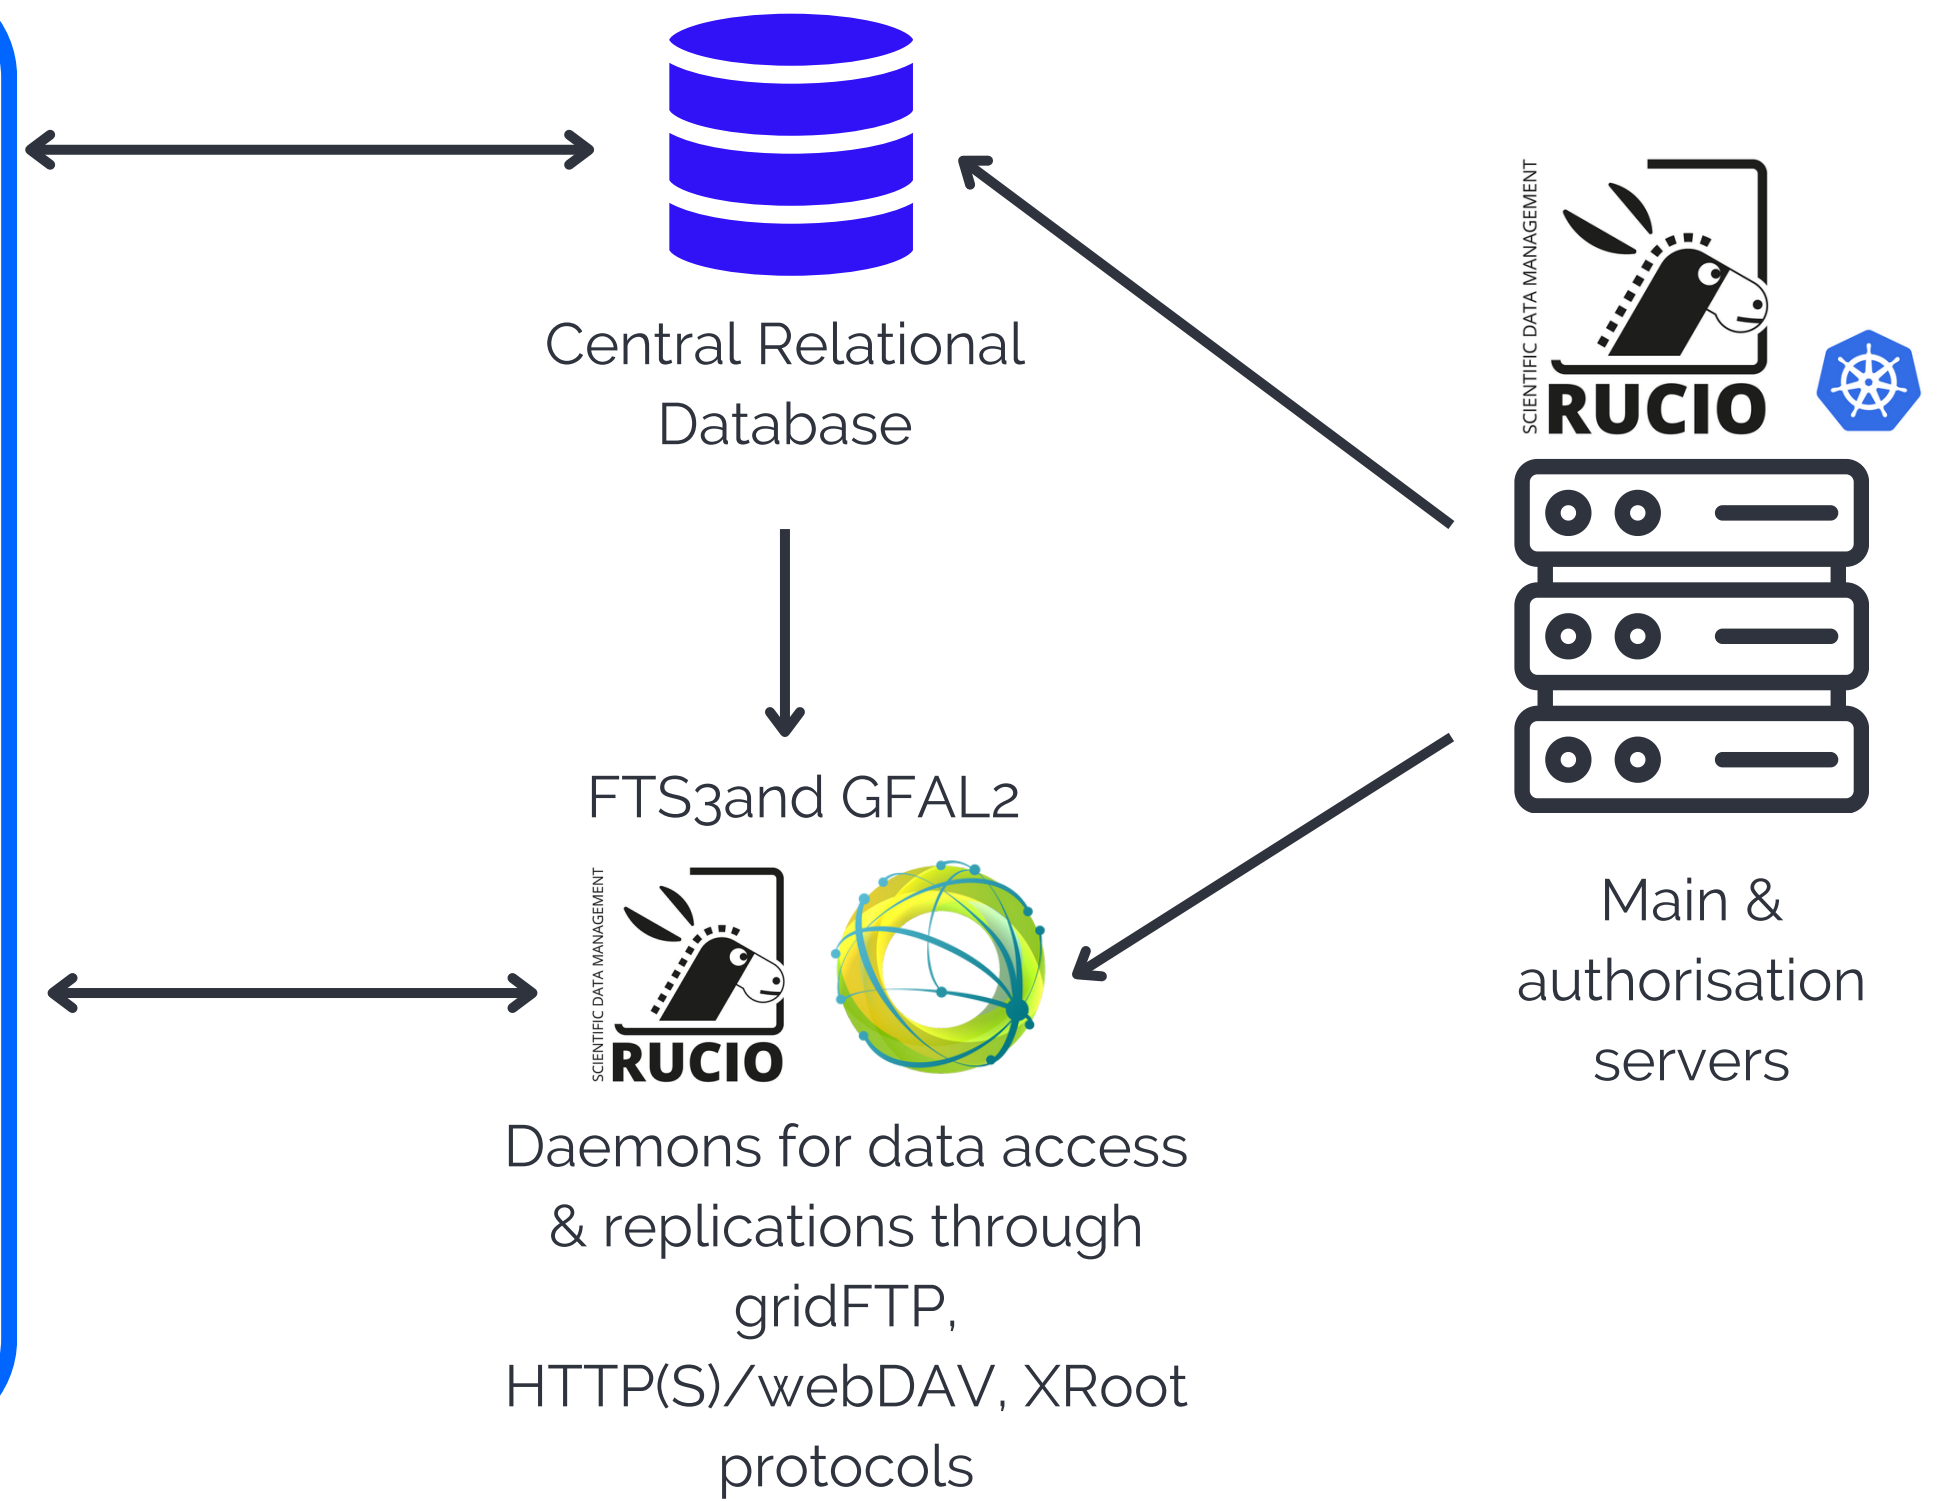 Central Relational
Database
SCIENTIFIC DATA MANAGEMENT
RUCIO
FTS3and GFAL2
SCIENTIFIC DATA MANAGEMENT
RUCIO
Main &
authorisation
servers
Daemons for data access
& replications through
gridFTP,
HTTP(S)/webDAV, XRoot
protocols